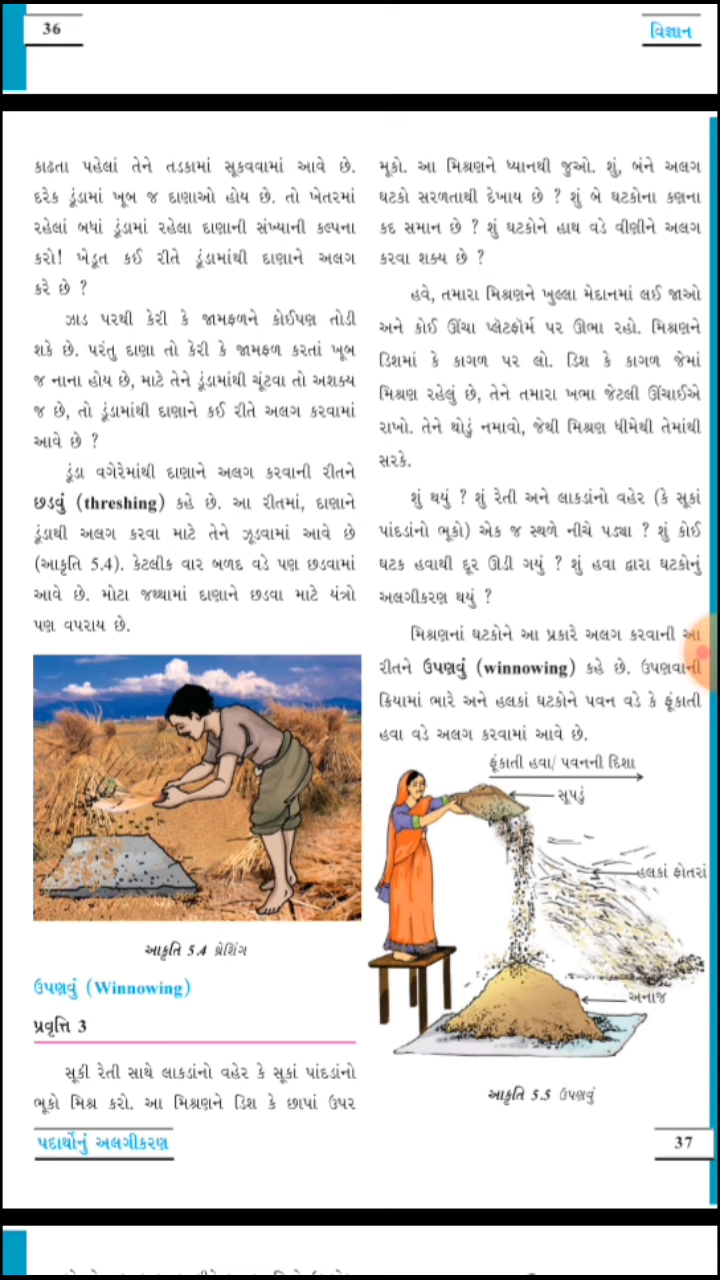 36
વિજ્ઞાન
કાઢતા પહેલાં તેને તડકામાં સૂકવવામાં આવે છે.
દરેક ડૂંડામાં ખૂબ જ દાણાઓ હોય છે. તો ખેતરમાં
રહેલાં બધાં ડૂંડામાં રહેલા દાણાની સંખ્યાની કલ્પના
કરો! ખેડૂત કઈ રીતે ડૂંડામાંથી દાણાને અલગ
કરે છે ?
ઝાડ પરથી કેરી કે જામફળને કોઈપણ તોડી
શકે છે. પરંતુ દાણા તો કેરી કે જામફળ કરતાં ખૂબ
જ નાના હોય છે, માટે તેને ડૂંડામાંથી ચૂંટવા તો અશક્ય
જ છે, તો ડૂંડામાંથી દાણાને કઈ રીતે અલગ કરવામાં
આવે છે ?
ડૂંડા વગેરેમાંથી દાણાને અલગ કરવાની રીતને
છડવું (threshing) કહે છે. આ રીતમાં, દાણાને
ડૂંડાથી અલગ કરવા માટે તેને ઝૂડવામાં આવે છે
(આકૃતિ 5.4). કેટલીક વાર બળદ વડે પણ છડવામાં
આવે છે. મોટા જથ્થામાં દાણાને છડવા માટે યંત્રો
પણ વપરાય છે.
આકૃતિ 5.4 થ્રેશિંગ
ઉપણવું (Winnowing)
પ્રવૃત્તિ 3
સૂકી રેતી સાથે લાકડાંનો વહેર કે સૂકાં પાંદડાંનો
ભૂકો મિશ્ર કરો. આ મિશ્રણને ડિશ કે છાપાં ઉપર
મૂકો. આ મિશ્રણને ધ્યાનથી જુઓ. શું, બંને અલગ
ઘટકો સરળતાથી દેખાય છે ? શું બે ઘટકોના કણના
કદ સમાન છે ? શું ઘટકોને હાથ વડે વીણીને અલગ
કરવા શક્ય છે ?
હવે, તમારા મિશ્રણને ખુલ્લા મેદાનમાં લઈ જાઓ
અને કોઈ ઊંચા પ્લૅટફૉર્મ પર ઊભા રહો. મિશ્રણને
ડિશમાં કે કાગળ પર લો. ડિશ કે કાગળ જેમાં
મિશ્રણ રહેલું છે, તેને તમારા ખભા જેટલી ઊંચાઈએ
રાખો. તેને થોડું નમાવો, જેથી મિશ્રણ ધીમેથી તેમાંથી
સરકે.
શું થયું ? શું રેતી અને લાકડાંનો વહેર (કે સૂકાં
પાંદડાંનો ભૂકો) એક જ સ્થળે નીચે પડ્યા ? શું કોઈ
ઘટક હવાથી દૂર ઊડી ગયું ? શું હવા દ્વારા ઘટકોનું
અલગીકરણ થયું ?
મિશ્રણનાં ઘટકોને આ પ્રકારે અલગ કરવાની આ
રીતને ઉપણવું (winnowing) કહે છે. ઉપણવાની
ક્રિયામાં ભારે અને હલકાં ઘટકોને પવન વડે કે ફૂંકાતી
હવા વડે અલગ કરવામાં આવે છે.
ફૂંકાતી હવા/ પવનની દિશા
સૂપડું
હલકાં ફોતરાં
અનાજ
આકૃતિ 5.5 ઉપણવું
પદાર્થોનું અલગીકરણ
37